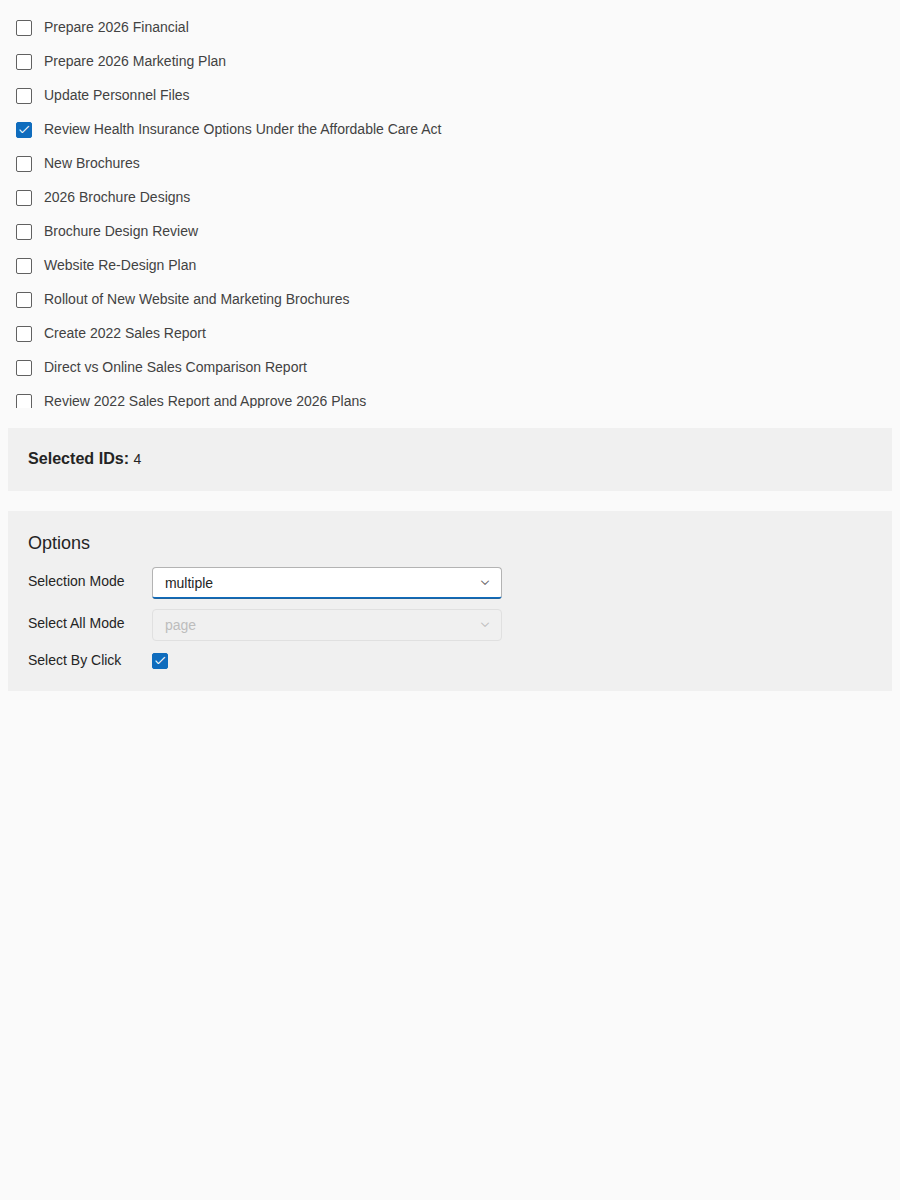 Prepare 2026 Financial
Prepare 2026 Marketing Plan
Update Personnel Files
Review Health Insurance Options Under the Affordable Care Act
New Brochures
2026 Brochure Designs
Brochure Design Review
Website Re-Design Plan
Rollout of New Website and Marketing Brochures
Create 2022 Sales Report
Direct vs Online Sales Comparison Report
Review 2022 Sales Report and Approve 2026 Plans
Selected IDs: 4
Options
Selection Mode multiple
Select All Mode page
Select By Click